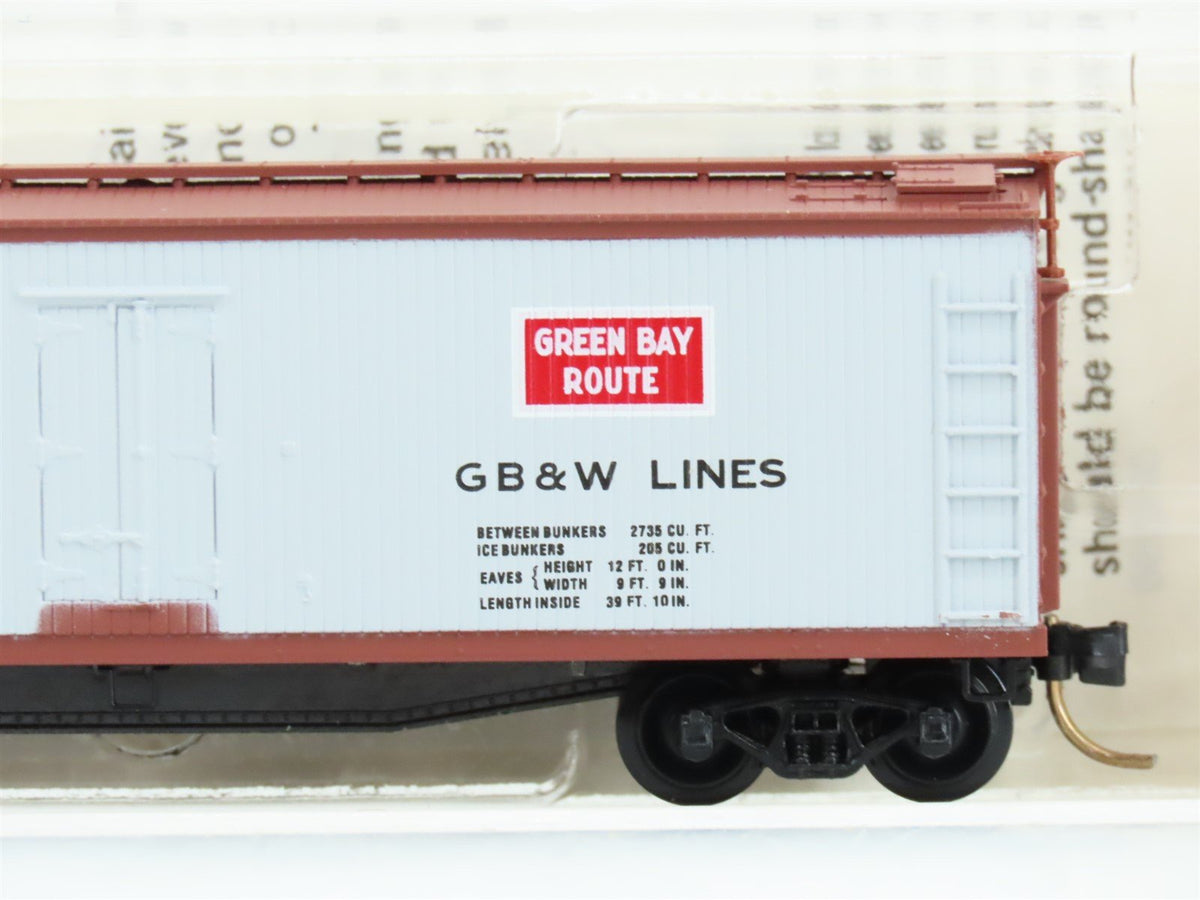 GREEN BAY
ROUTE
GB&W LINES
BETWEEN BUNKERS 2735 CU. FT.
ICE BUNKERS 205 CU. FT.
EAVES { HEIGHT 12 FT. 0 IN.
WIDTH 9 FT. 9 IN.
LENGTH INSIDE 39 FT. 10 IN.
be round-sha